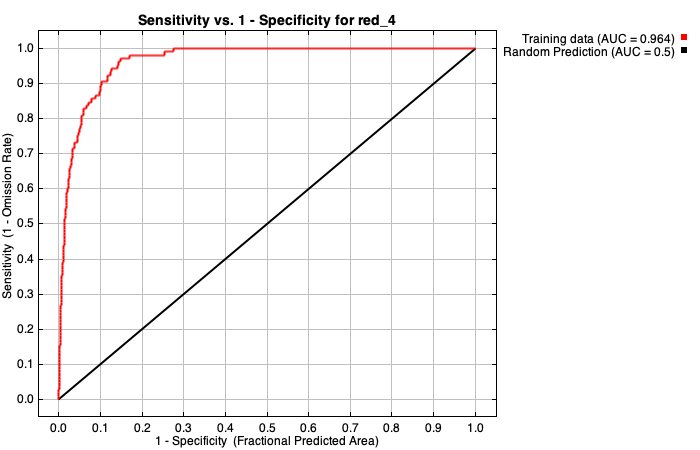 Sensitivity vs. 1 - Specificity for red_4
Training data (AUC = 0.964)
Random Prediction (AUC = 0.5)
Sensitivity (1 - Omission Rate)
1.0
0.9
0.8
0.7
0.6
0.5
0.4
0.3
0.2
0.1
0.0
0.0 0.1 0.2 0.3 0.4 0.5 0.6 0.7 0.8 0.9 1.0
1 - Specificity (Fractional Predicted Area)